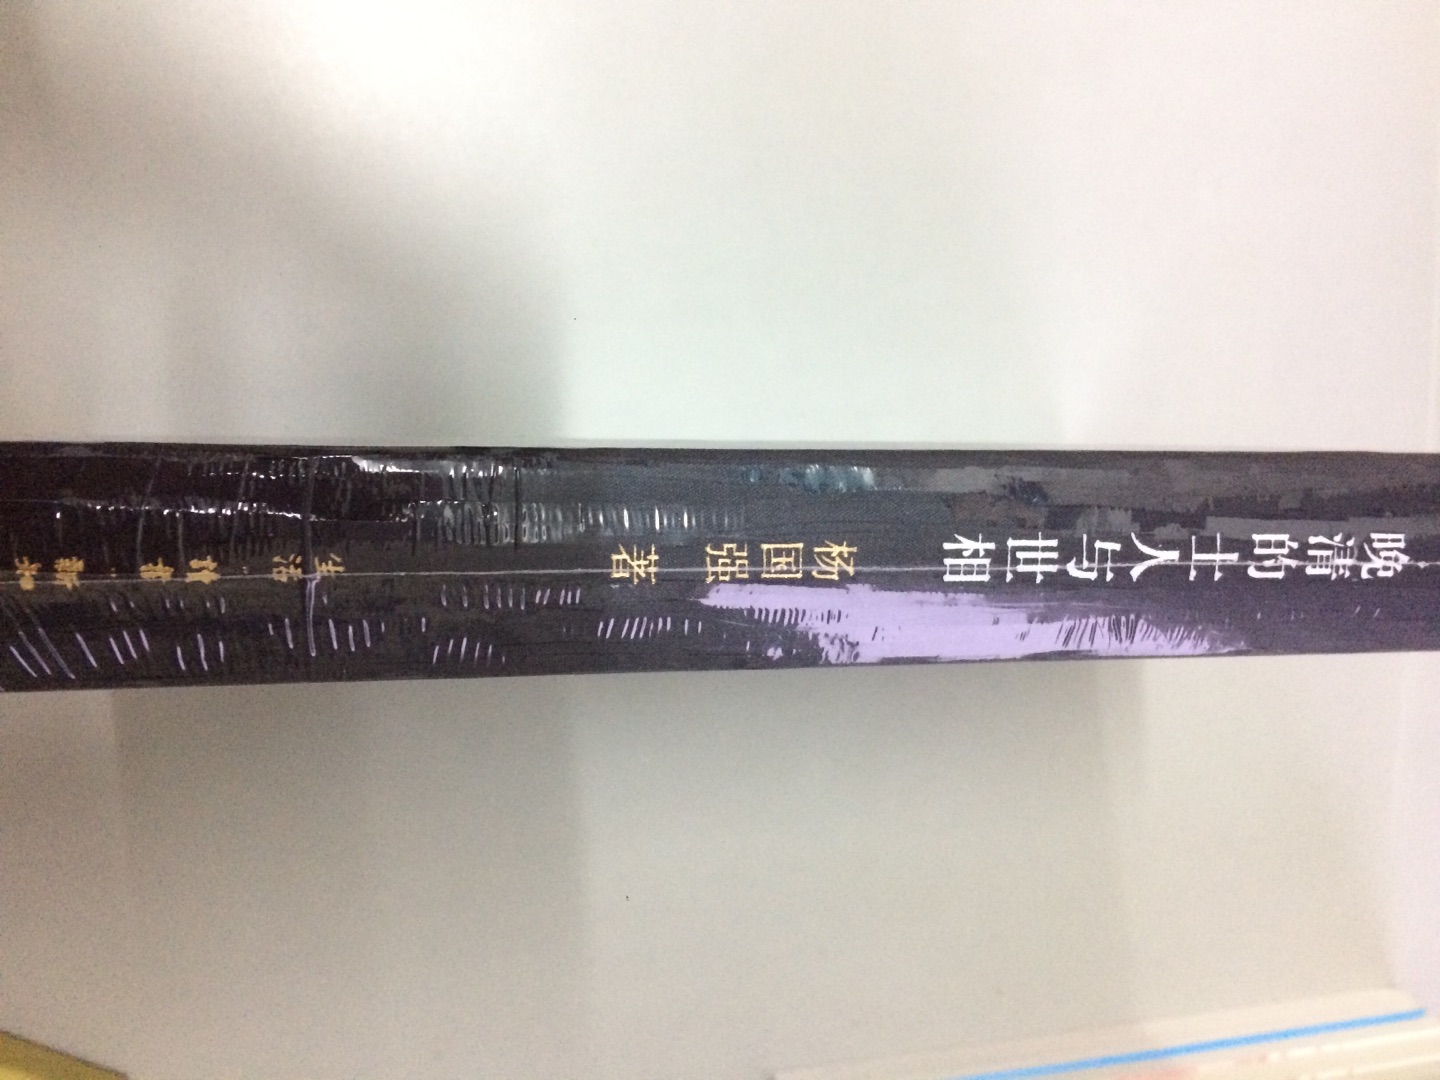 晚清的士人与世相
杨国强 著
生活·读书·新知